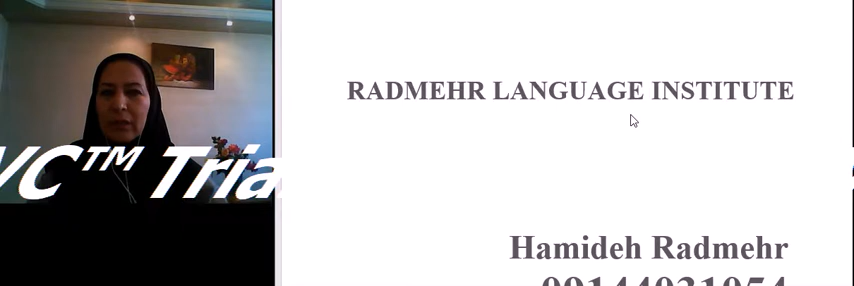 RADMEHR LANGUAGE INSTITUTE
VC™ Tria
Hamideh Radmehr